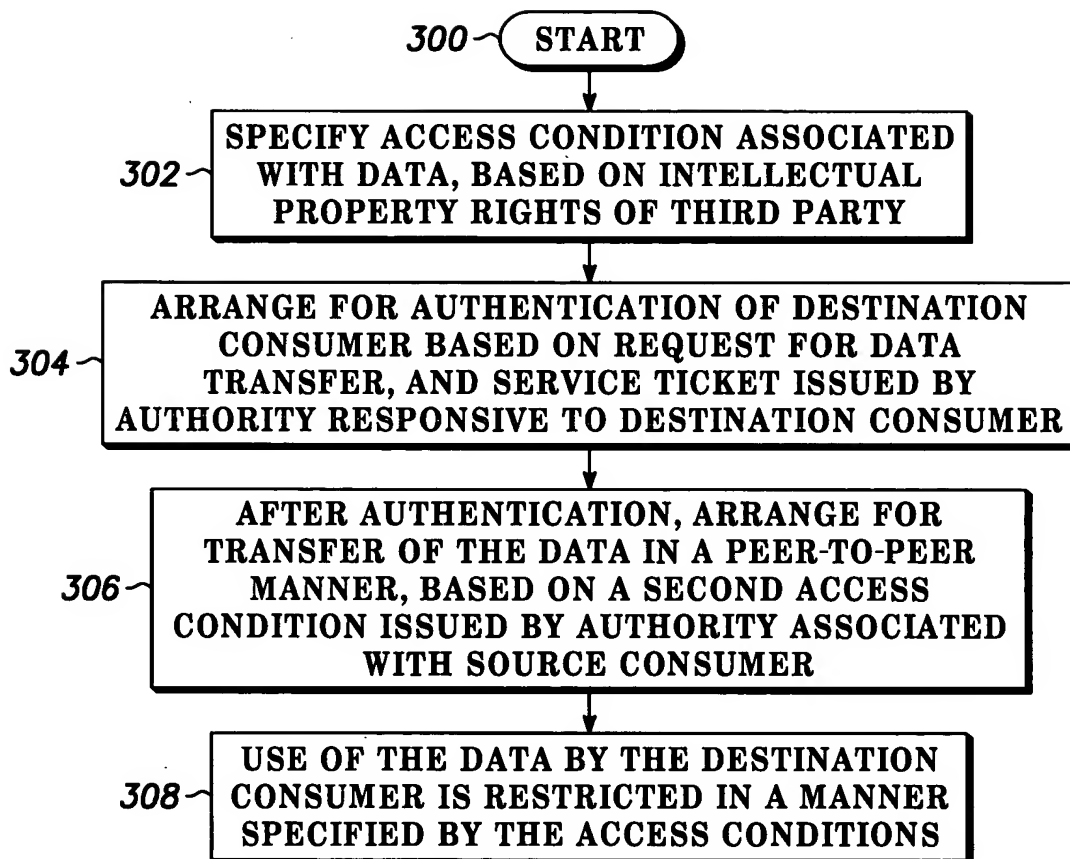 300 START
SPECIFY ACCESS CONDITION ASSOCIATED
302 WITH DATA, BASED ON INTELLECTUAL
PROPERTY RIGHTS OF THIRD PARTY
ARRANGE FOR AUTHENTICATION OF DESTINATION
CONSUMER BASED ON REQUEST FOR DATA
304 TRANSFER, AND SERVICE TICKET ISSUED BY
AUTHORITY RESPONSIVE TO DESTINATION CONSUMER
AFTER AUTHENTICATION, ARRANGE FOR
TRANSFER OF THE DATA IN A PEER-TO-PEER
306 MANNER, BASED ON A SECOND ACCESS
CONDITION ISSUED BY AUTHORITY ASSOCIATED
WITH SOURCE CONSUMER
USE OF THE DATA BY THE DESTINATION
308 CONSUMER IS RESTRICTED IN A MANNER
SPECIFIED BY THE ACCESS CONDITIONS